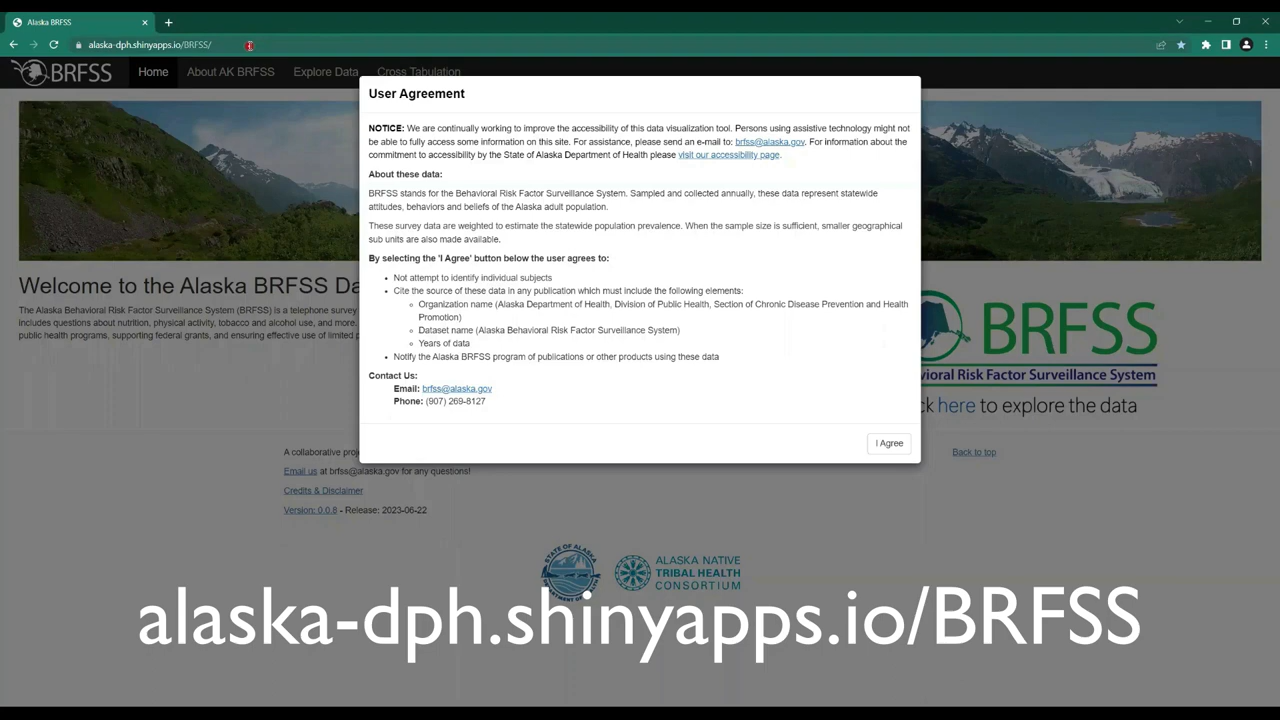 Alaska BRFSS
alaska-dph.shinyapps.io/BRFSS/
BRFSS Home About AK BRFSS Explore Data Cross Tabulation
User Agreement
NOTICE: We are continually working to improve the accessibility of this data visualization tool. Persons using assistive technology might not
be able to fully access some information on this site. For assistance, please send an e-mail to: brfss@alaska.gov. For information about the
commitment to accessibility by the State of Alaska Department of Health please visit our accessibility page.
About these data:
BRFSS stands for the Behavioral Risk Factor Surveillance System. Sampled and collected annually, these data represent statewide
attitudes, behaviors and beliefs of the Alaska adult population.
These survey data are weighted to estimate the statewide population prevalence. When the sample size is sufficient, smaller geographical
sub units are also made available.
By selecting the 'I Agree' button below the user agrees to:
Not attempt to identify individual subjects
Cite the source of these data in any publication which must include the following elements:
Organization name (Alaska Department of Health, Division of Public Health, Section of Chronic Disease Prevention and Health
Promotion)
Dataset name (Alaska Behavioral Risk Factor Surveillance System)
Years of data
Notify the Alaska BRFSS program of publications or other products using these data
Contact Us:
Email: brfss@alaska.gov
Phone: (907) 269-8127
I Agree
Welcome to the Alaska BRFSS Da
The Alaska Behavioral Risk Factor Surveillance System (BRFSS) is a telephone survey
includes questions about nutrition, physical activity, tobacco and alcohol use, and more.
public health programs, supporting federal grants, and ensuring effective use of limited p
BRFSS
ioral Risk Factor Surveillance System
ck here to explore the data
A collaborative proje
Back to top
Email us at brfss@alaska.gov for any questions!
Credits & Disclaimer
Version: 0.0.8 - Release: 2023-06-22
ALASKA NATIVE
TRIBAL HEALTH
CONSORTIUM
alaska-dph.shinyapps.io/BRFSS